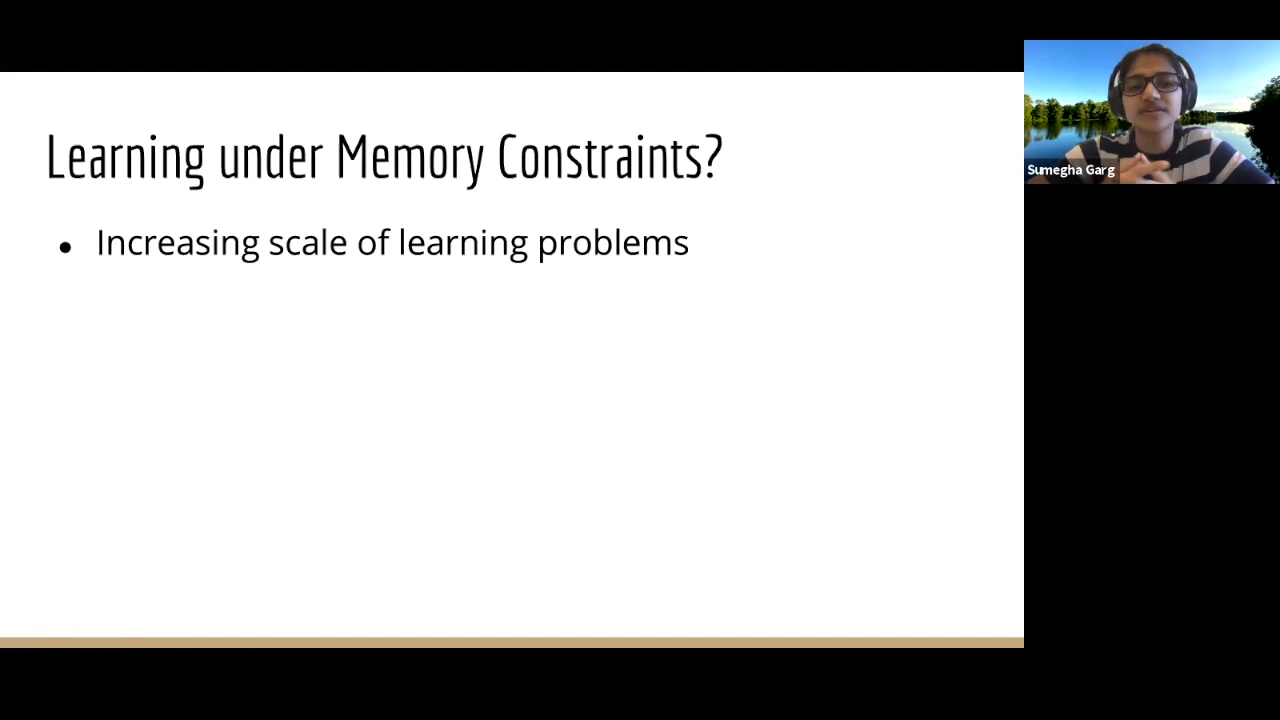 Learning under Memory Constraints?
● Increasing scale of learning problems
Sumegha Garg